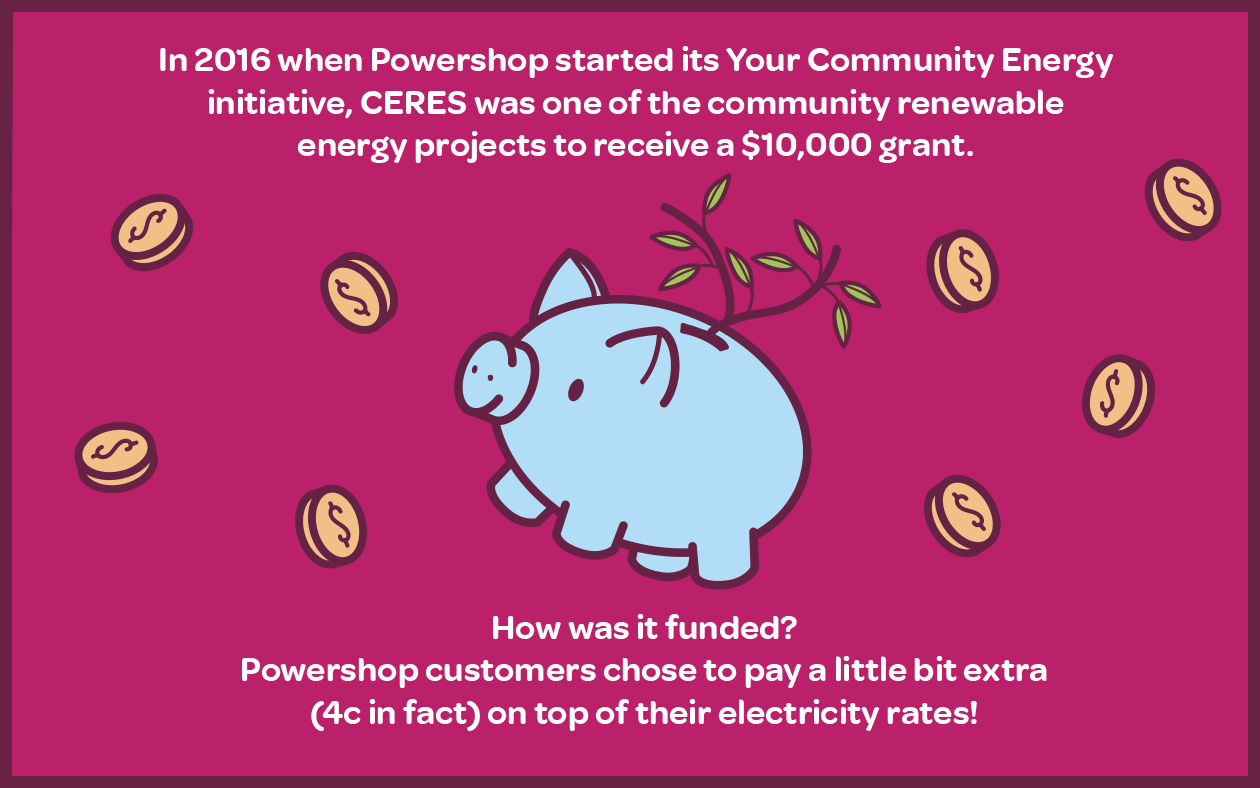 In 2016 when Powershop started its Your Community Energy
initiative, CERES was one of the community renewable
energy projects to receive a $10,000 grant.
How was it funded?
Powershop customers chose to pay a little bit extra
(4c in fact) on top of their electricity rates!